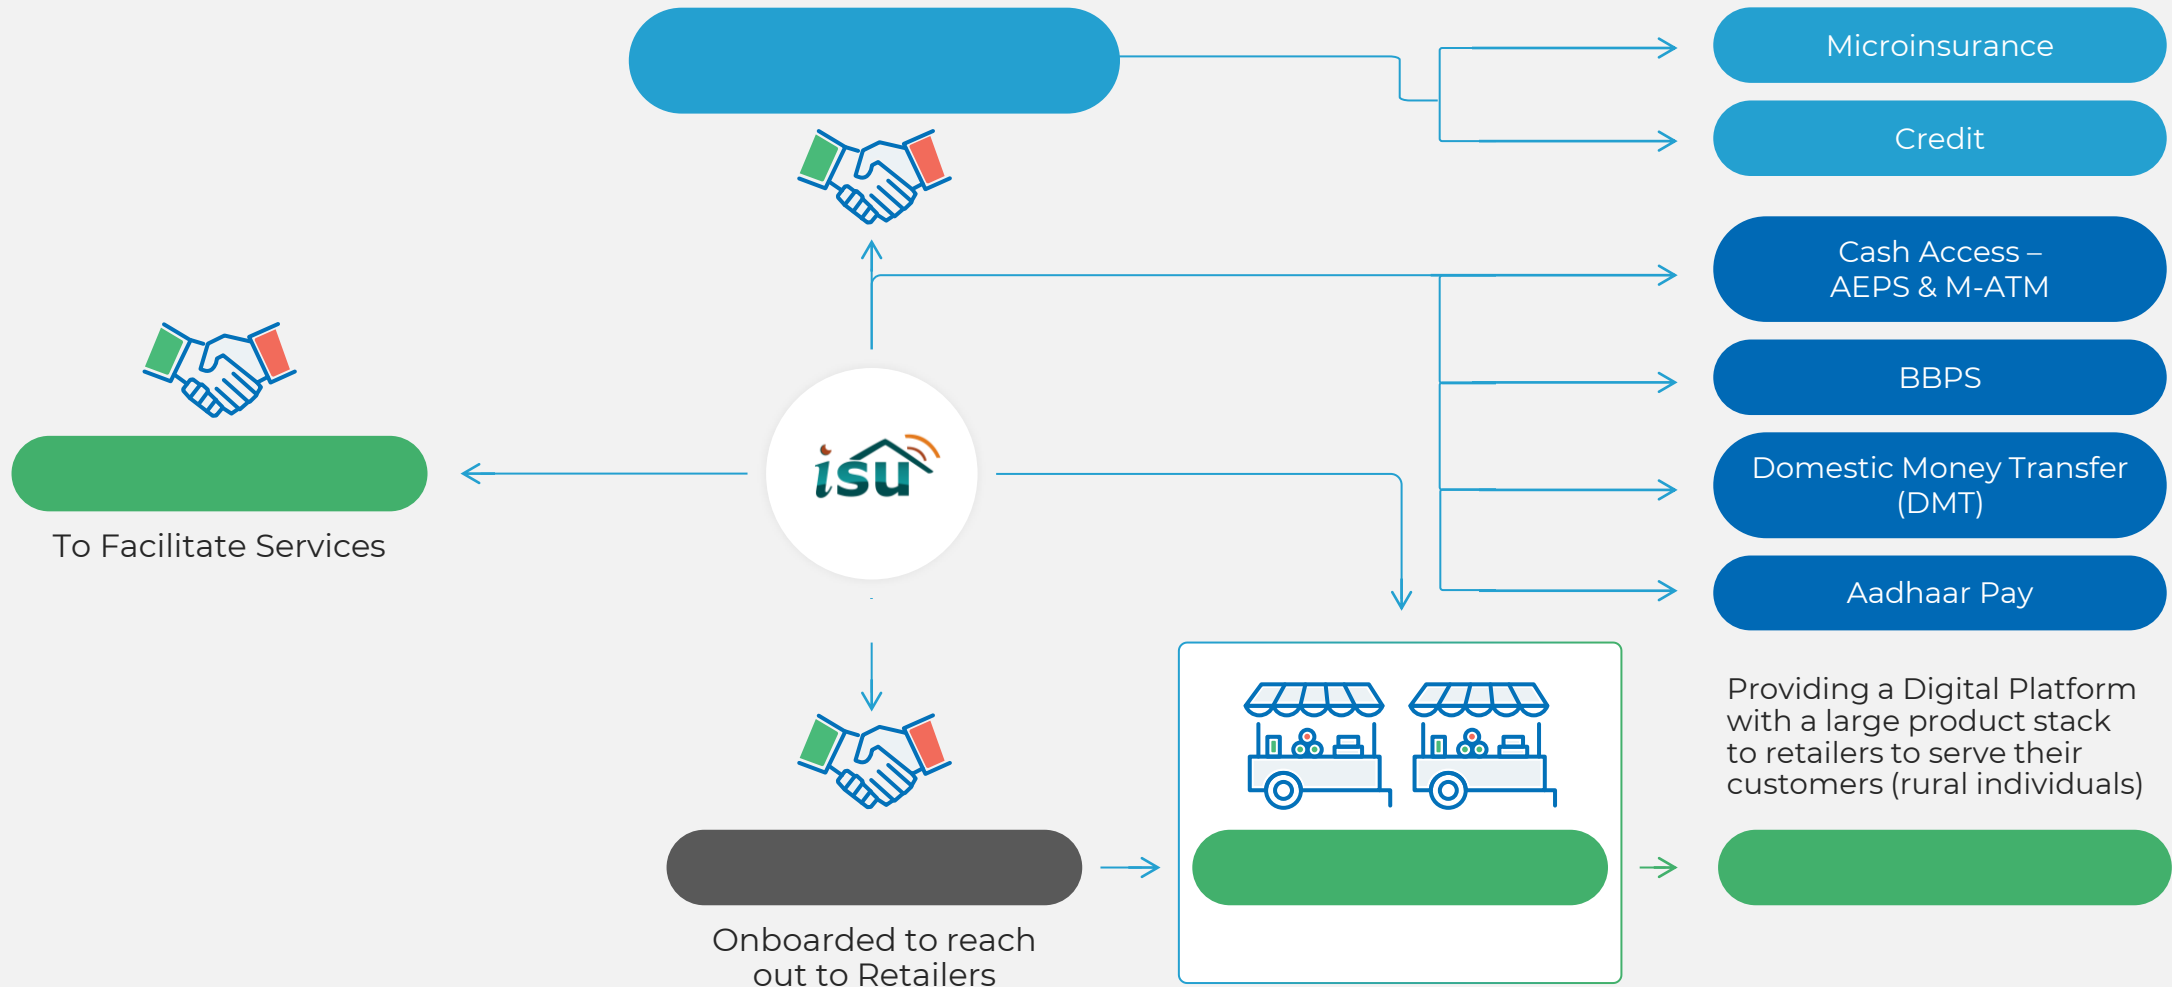 Microinsurance
Credit
Cash Access –
AEPS & M-ATM
BBPS
isu
Domestic Money Transfer
(DMT)
To Facilitate Services
Aadhaar Pay
Providing a Digital Platform
with a large product stack
to retailers to serve their
customers (rural individuals)
Onboarded to reach
out to Retailers